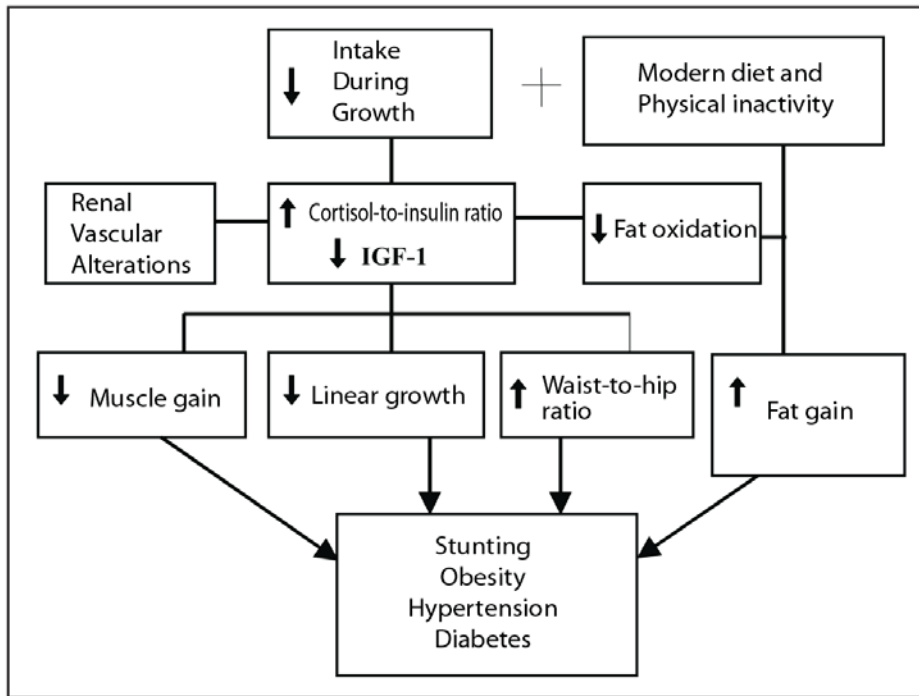 ↓ Intake
During
Growth
+
Modern diet and
Physical inactivity
Renal
Vascular
Alterations
↑ Cortisol-to-insulin ratio
↓ IGF-1
↓ Fat oxidation
↓ Muscle gain
↓ Linear growth
↑ Waist-to-hip
ratio
↑ Fat gain
Stunting
Obesity
Hypertension
Diabetes